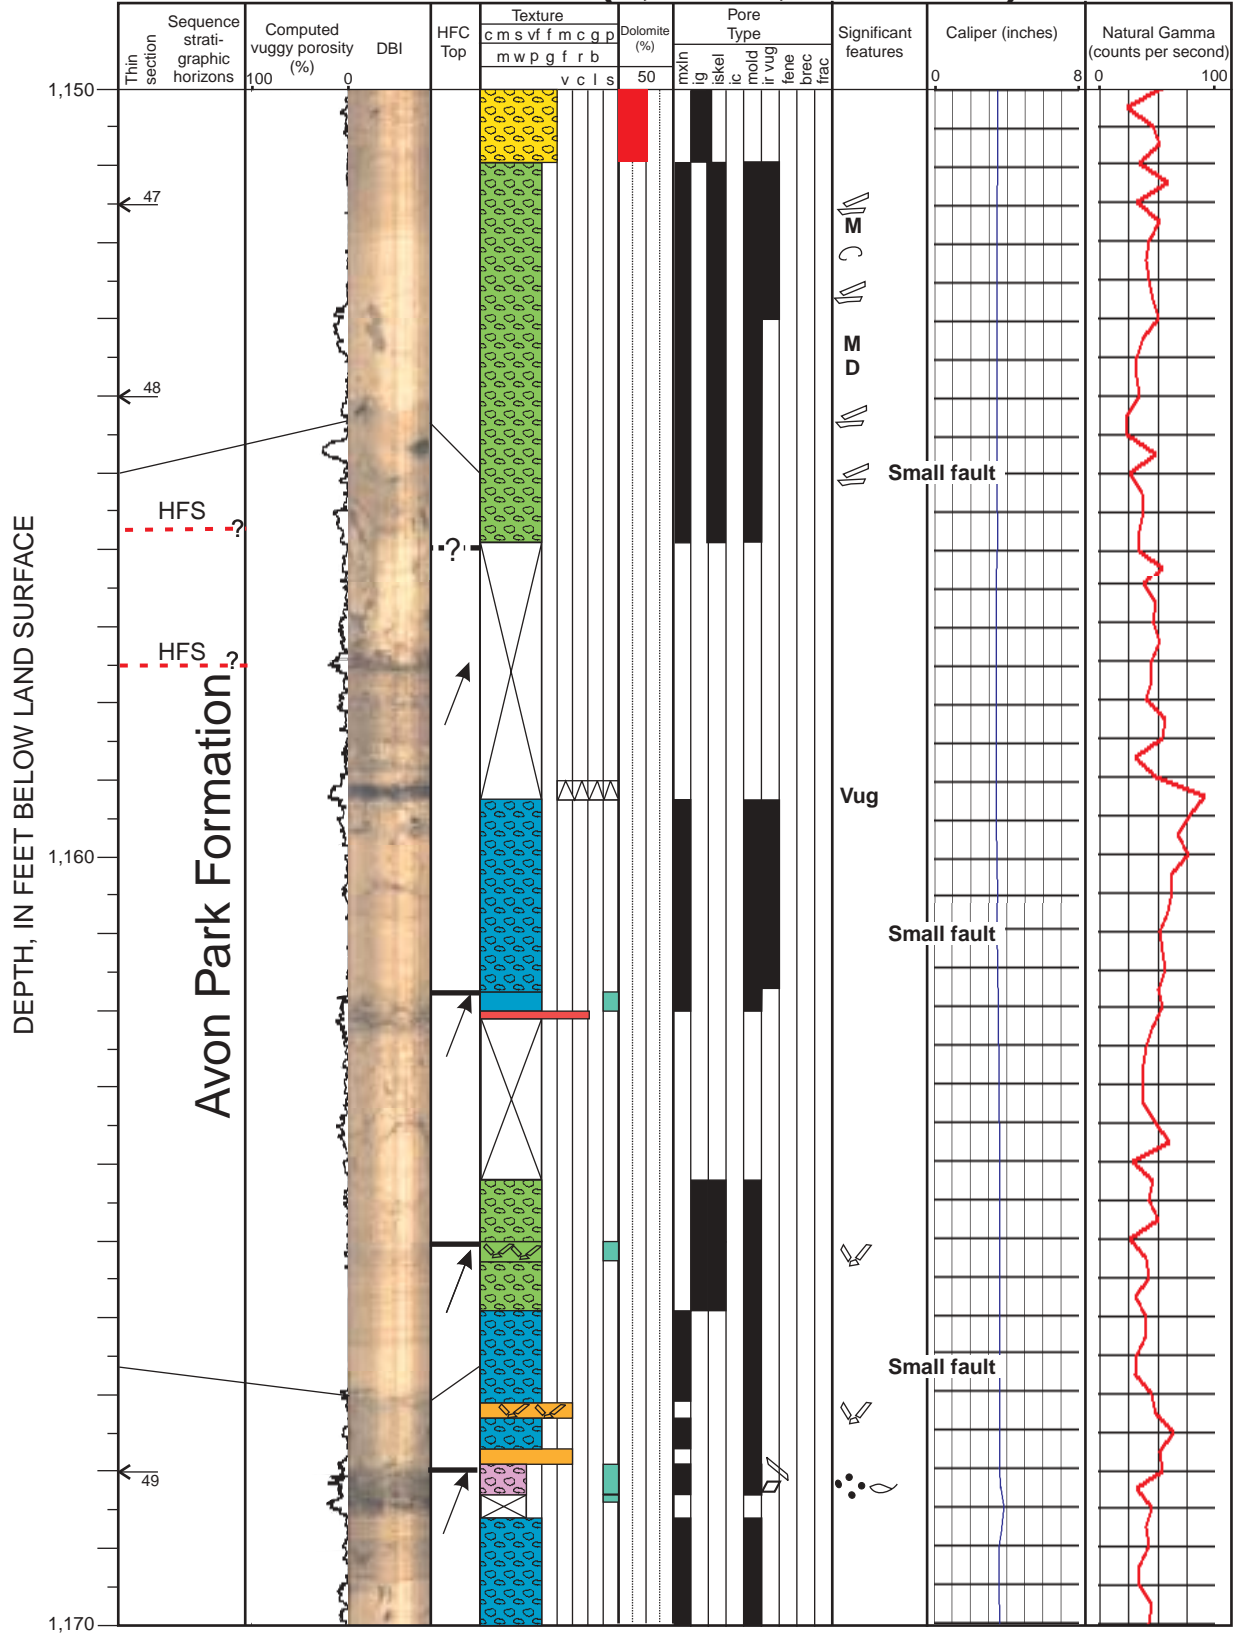 Thin section
Sequence
strati-
graphic
horizons
Computed
vuggy porosity
(%)
100 0
DBI
HFC
Top
Texture
c m s vf f m c g p
m w p g f r b
v c l s
Dolomite
(%)
50
Pore
Type
mxln
ig
iskel
ic
mold
ir vug
fene
brec
frac
Significant
features
Caliper (inches)
0 8
Natural Gamma
(counts per second)
0 100
DEPTH, IN FEET BELOW LAND SURFACE
1,150
47
M
M
D
48
Small fault
HFS
?
?
HFS
?
Avon Park Formation
Vug
1,160
Small fault
Small fault
49
1,170